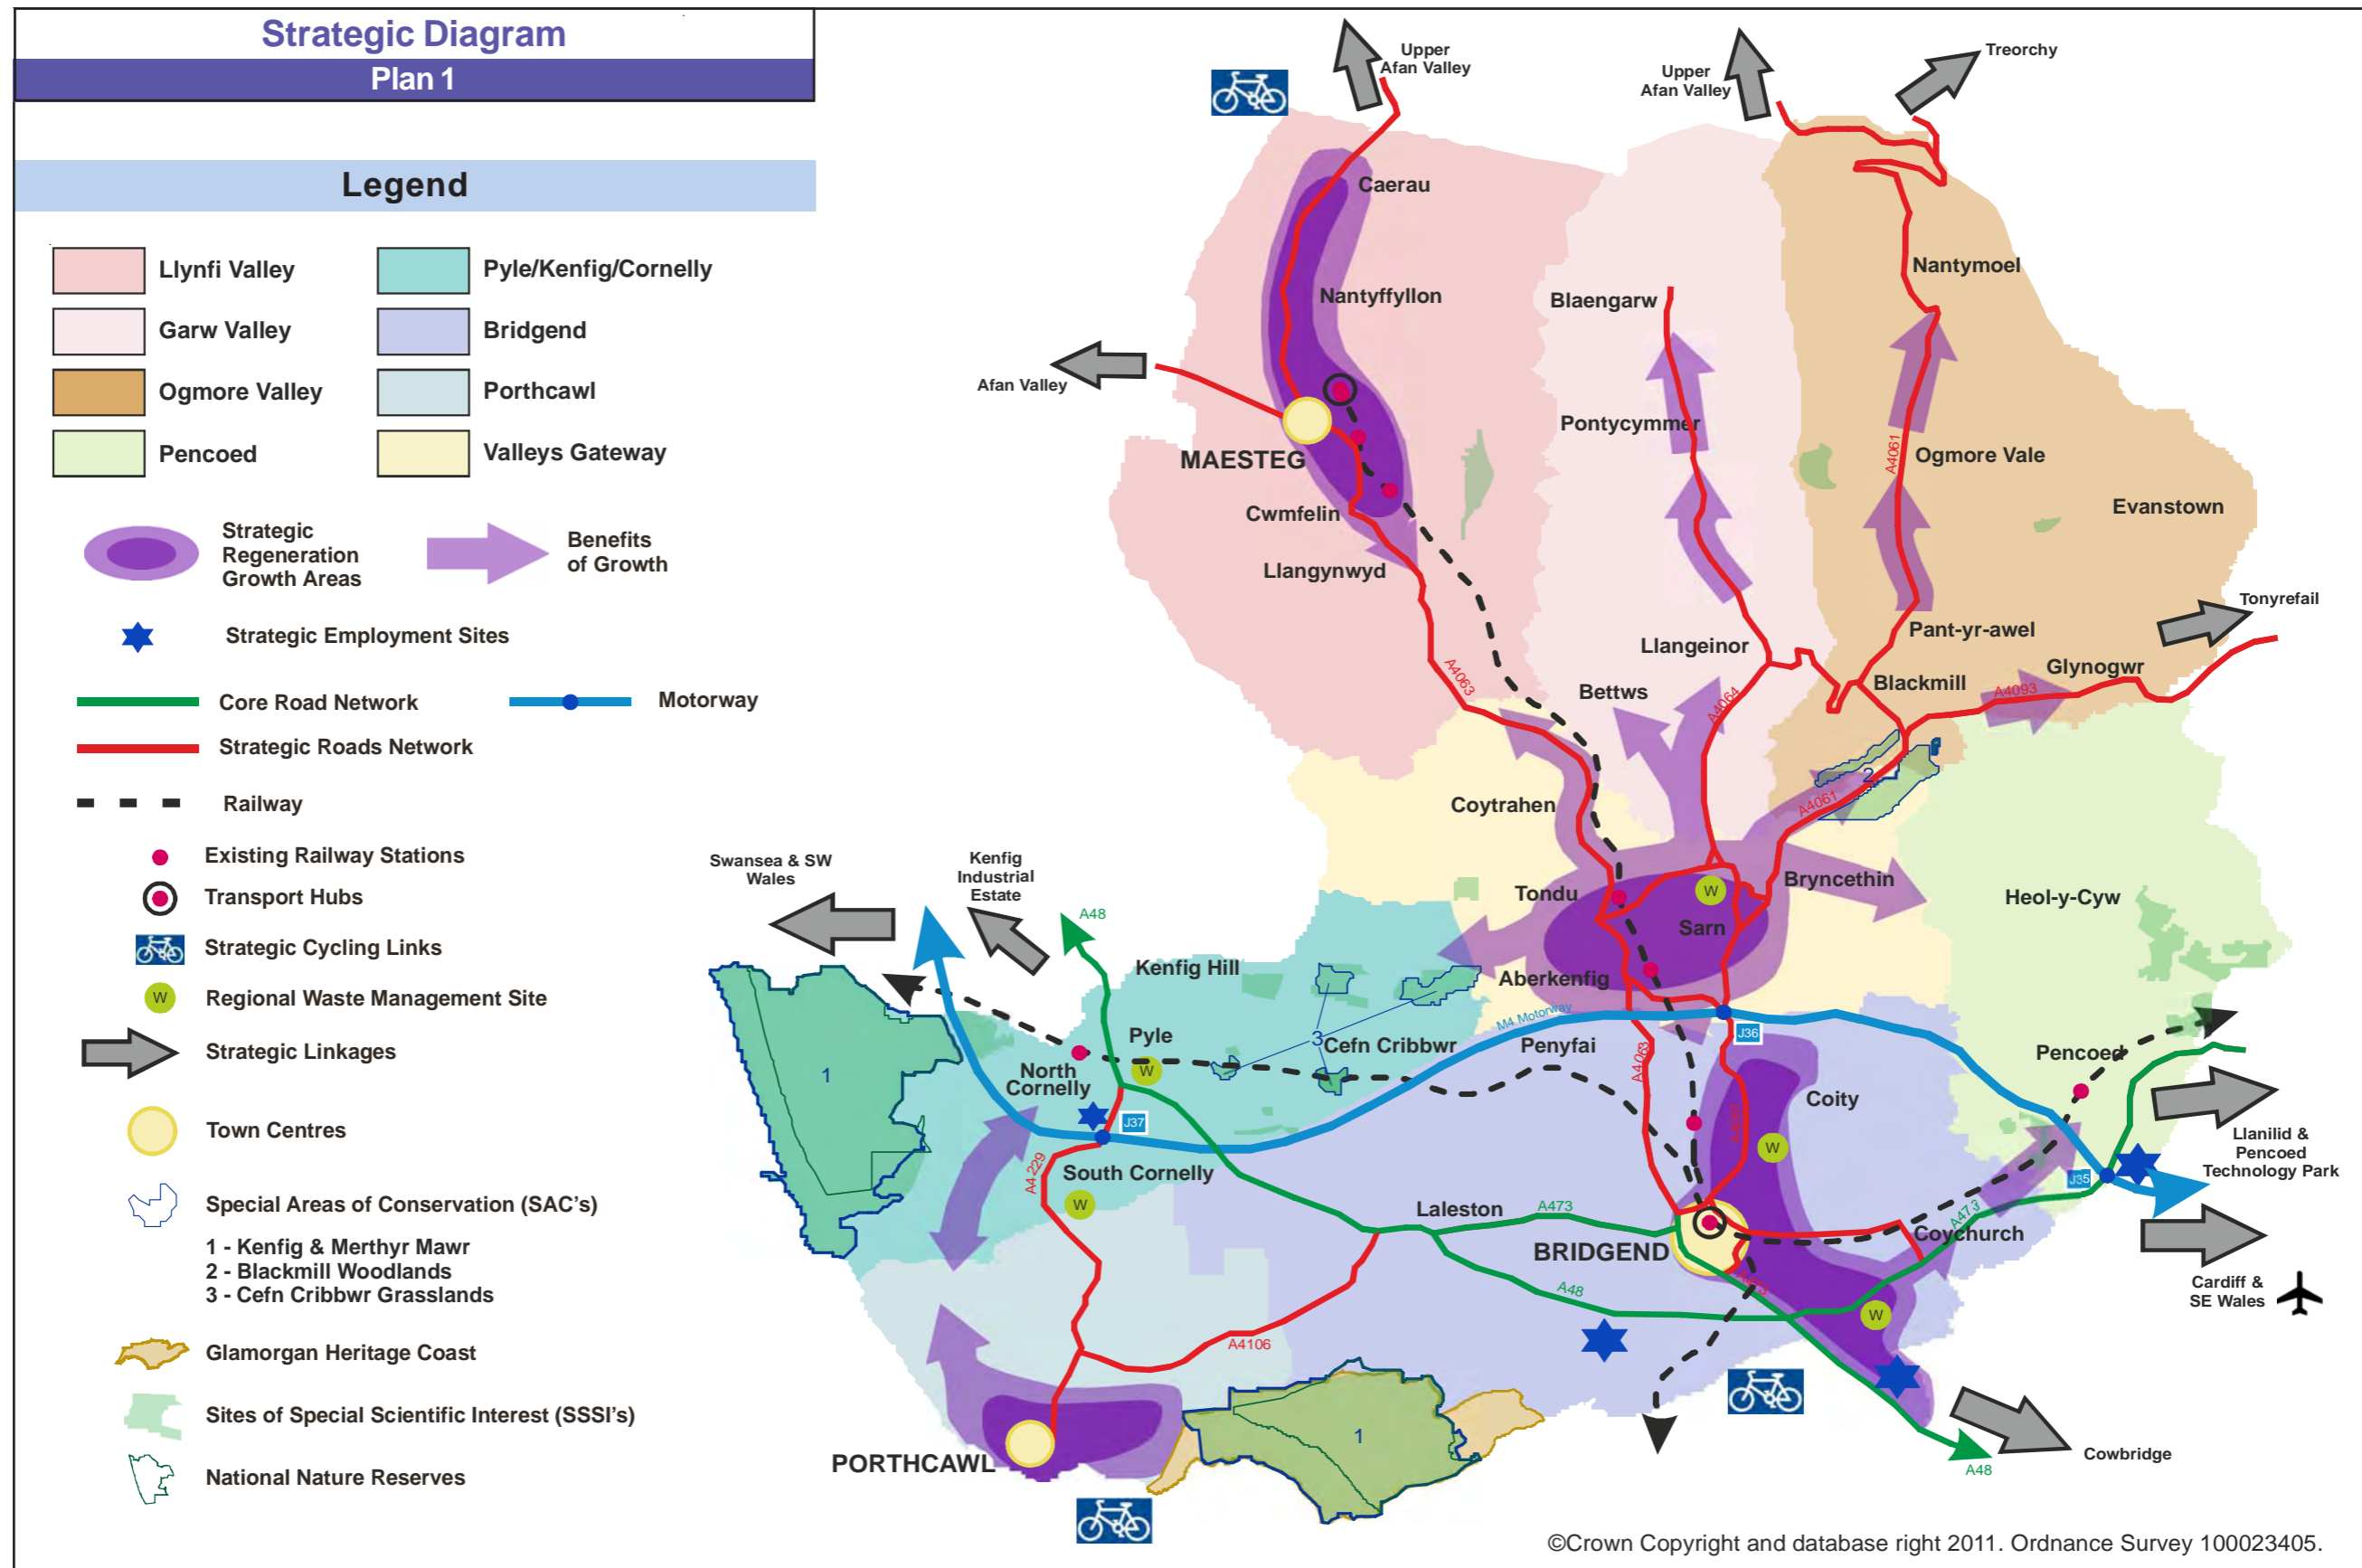 Strategic Diagram
Plan 1
Legend
Llynfi Valley
Pyle/Kenfig/Cornelly
Garw Valley
Bridgend
Ogmore Valley
Porthcawl
Pencoed
Valleys Gateway
Strategic
Regeneration
Growth Areas
Benefits
of Growth
Strategic Employment Sites
Core Road Network
Motorway
Strategic Roads Network
Railway
Existing Railway Stations
Transport Hubs
Strategic Cycling Links
W
Regional Waste Management Site
Strategic Linkages
Town Centres
Special Areas of Conservation (SAC's)
1 - Kenfig & Merthyr Mawr
2 - Blackmill Woodlands
3 - Cefn Cribbwr Grasslands
Glamorgan Heritage Coast
Sites of Special Scientific Interest (SSSI's)
National Nature Reserves
Upper
Afan Valley
Upper
Afan Valley
Treorchy
Caerau
Nantymoel
Nantyffyllon
Blaengarw
Afan Valley
Pontycymmer
A4061
Ogmore Vale
MAESTEG
Evanstown
Cwmfelin
Llangynwyd
Tonyrefail
Pant-yr-awel
Llangeinor
Glynogwr
A4063
Bettws
Blackmill
A4093
A4064
2
Coytrahen
A4061
Swansea & SW
Wales
Kenfig
Industrial
Estate
Tondu
W
Bryncethin
Heol-y-Cyw
A48
Sarn
Kenfig Hill
Aberkenfig
M4 Motorway
J36
Pyle
3
Cefn Cribbwr
Penyfai
Pencoed
1
North
Cornelly
W
A4063
Coity
J37
A4061
W
Llanilid &
Pencoed
Technology Park
A4229
South Cornelly
J35
W
Laleston
A473
A473
Coychurch
BRIDGEND
A473
Cardiff &
SE Wales
A48
W
A4106
1
PORTHCAWL
Cowbridge
A48
©Crown Copyright and database right 2011. Ordnance Survey 100023405.